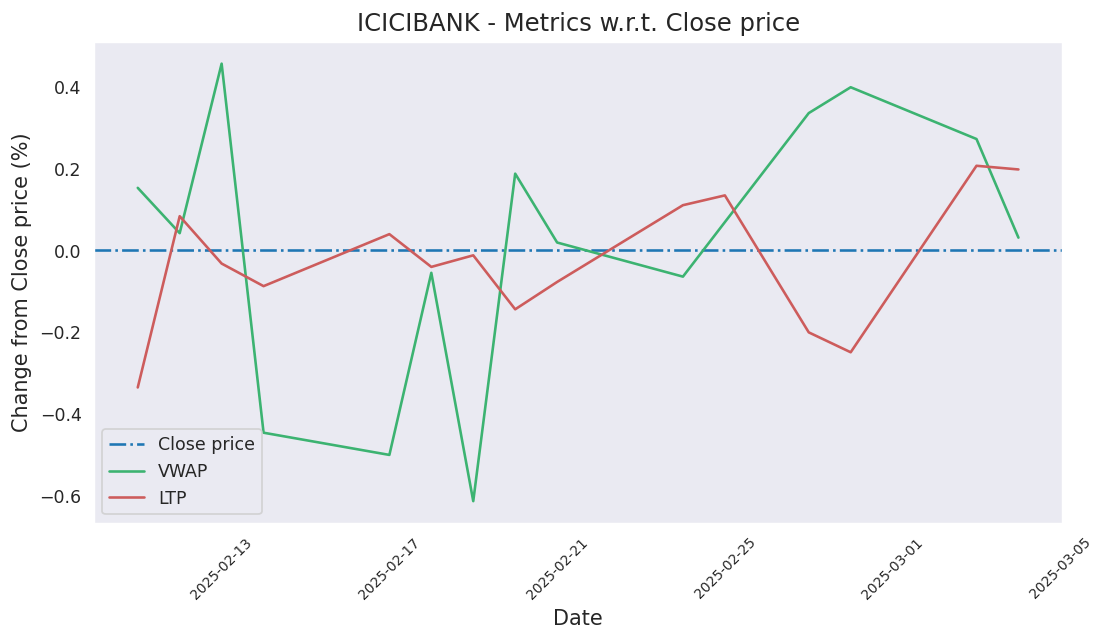 ICICIBANK - Metrics w.r.t. Close price
Change from Close price (%)
0.4
0.2
0.0
−0.2
−0.4
−0.6
Close price
VWAP
LTP
2025-02-13
2025-02-17
2025-02-21
2025-02-25
2025-03-01
2025-03-05
Date